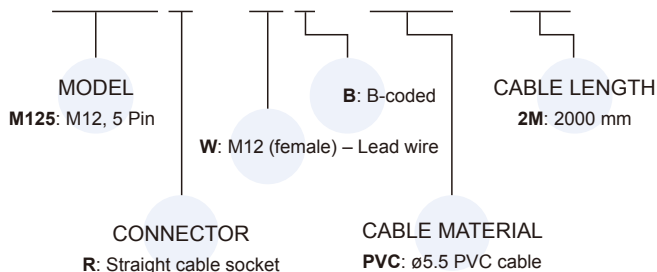 MODEL
M125: M12, 5 Pin
B: B-coded
CABLE LENGTH
2M: 2000 mm
W: M12 (female) – Lead wire
CONNECTOR
R: Straight cable socket
CABLE MATERIAL
PVC: ø5.5 PVC cable